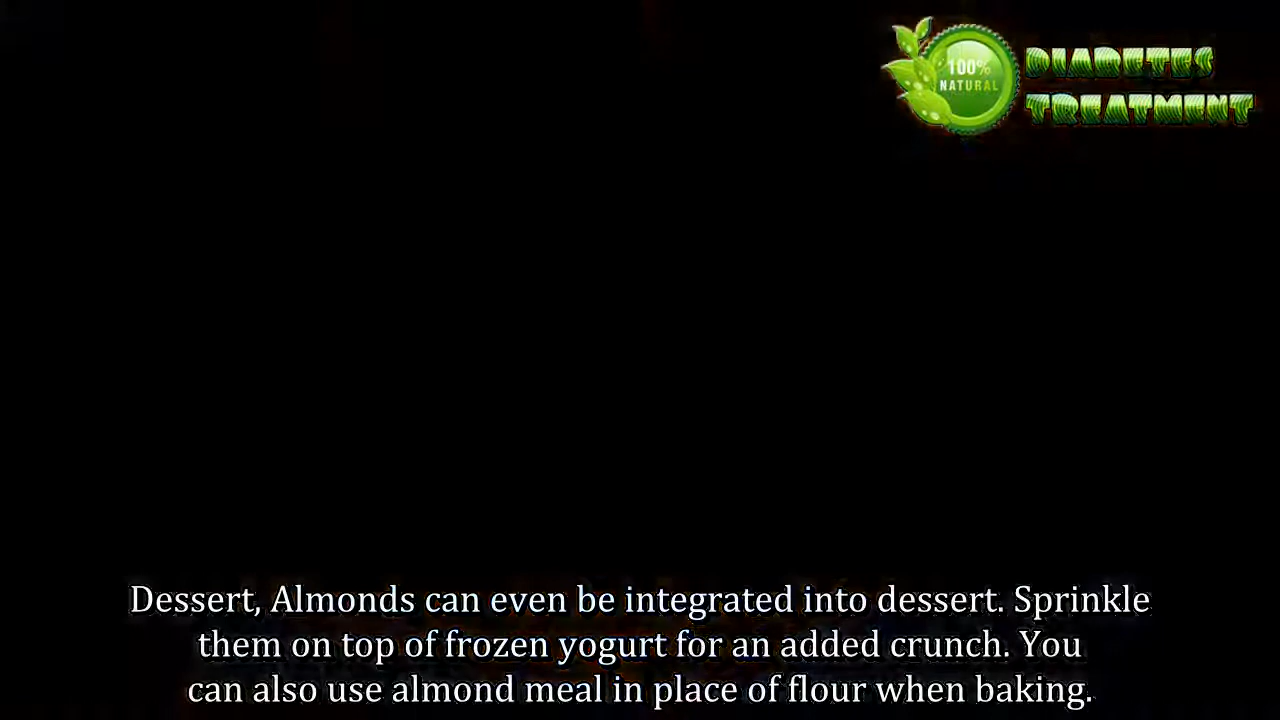 100%
NATURAL
DIABETES
TREATMENT
Dessert, Almonds can even be integrated into dessert. Sprinkle
them on top of frozen yogurt for an added crunch. You
can also use almond meal in place of flour when baking.